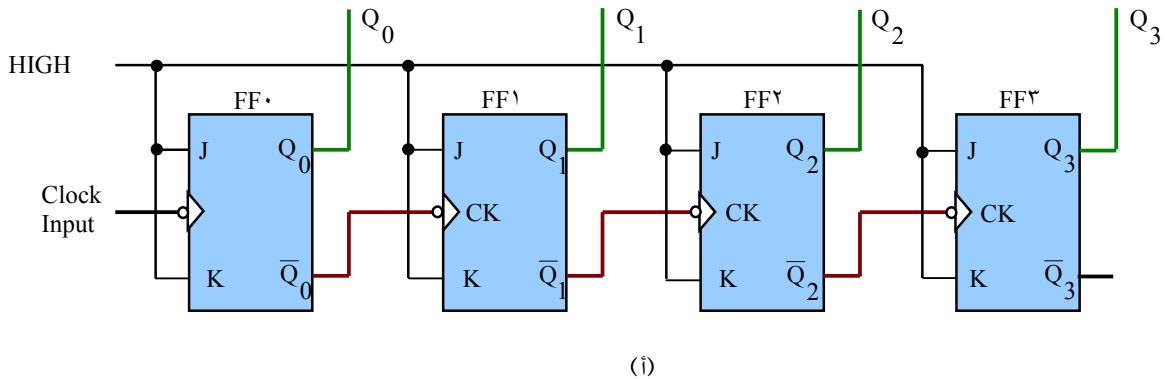 Q0 Q1 Q2 Q3
HIGH
FF٠ FF١ FF٢ FF٣
J Q0 J Q1 J Q2 J Q3
Clock
Input
CK CK CK
K Q̅0 K Q̅1 K Q̅2 K Q̅3
(أ)